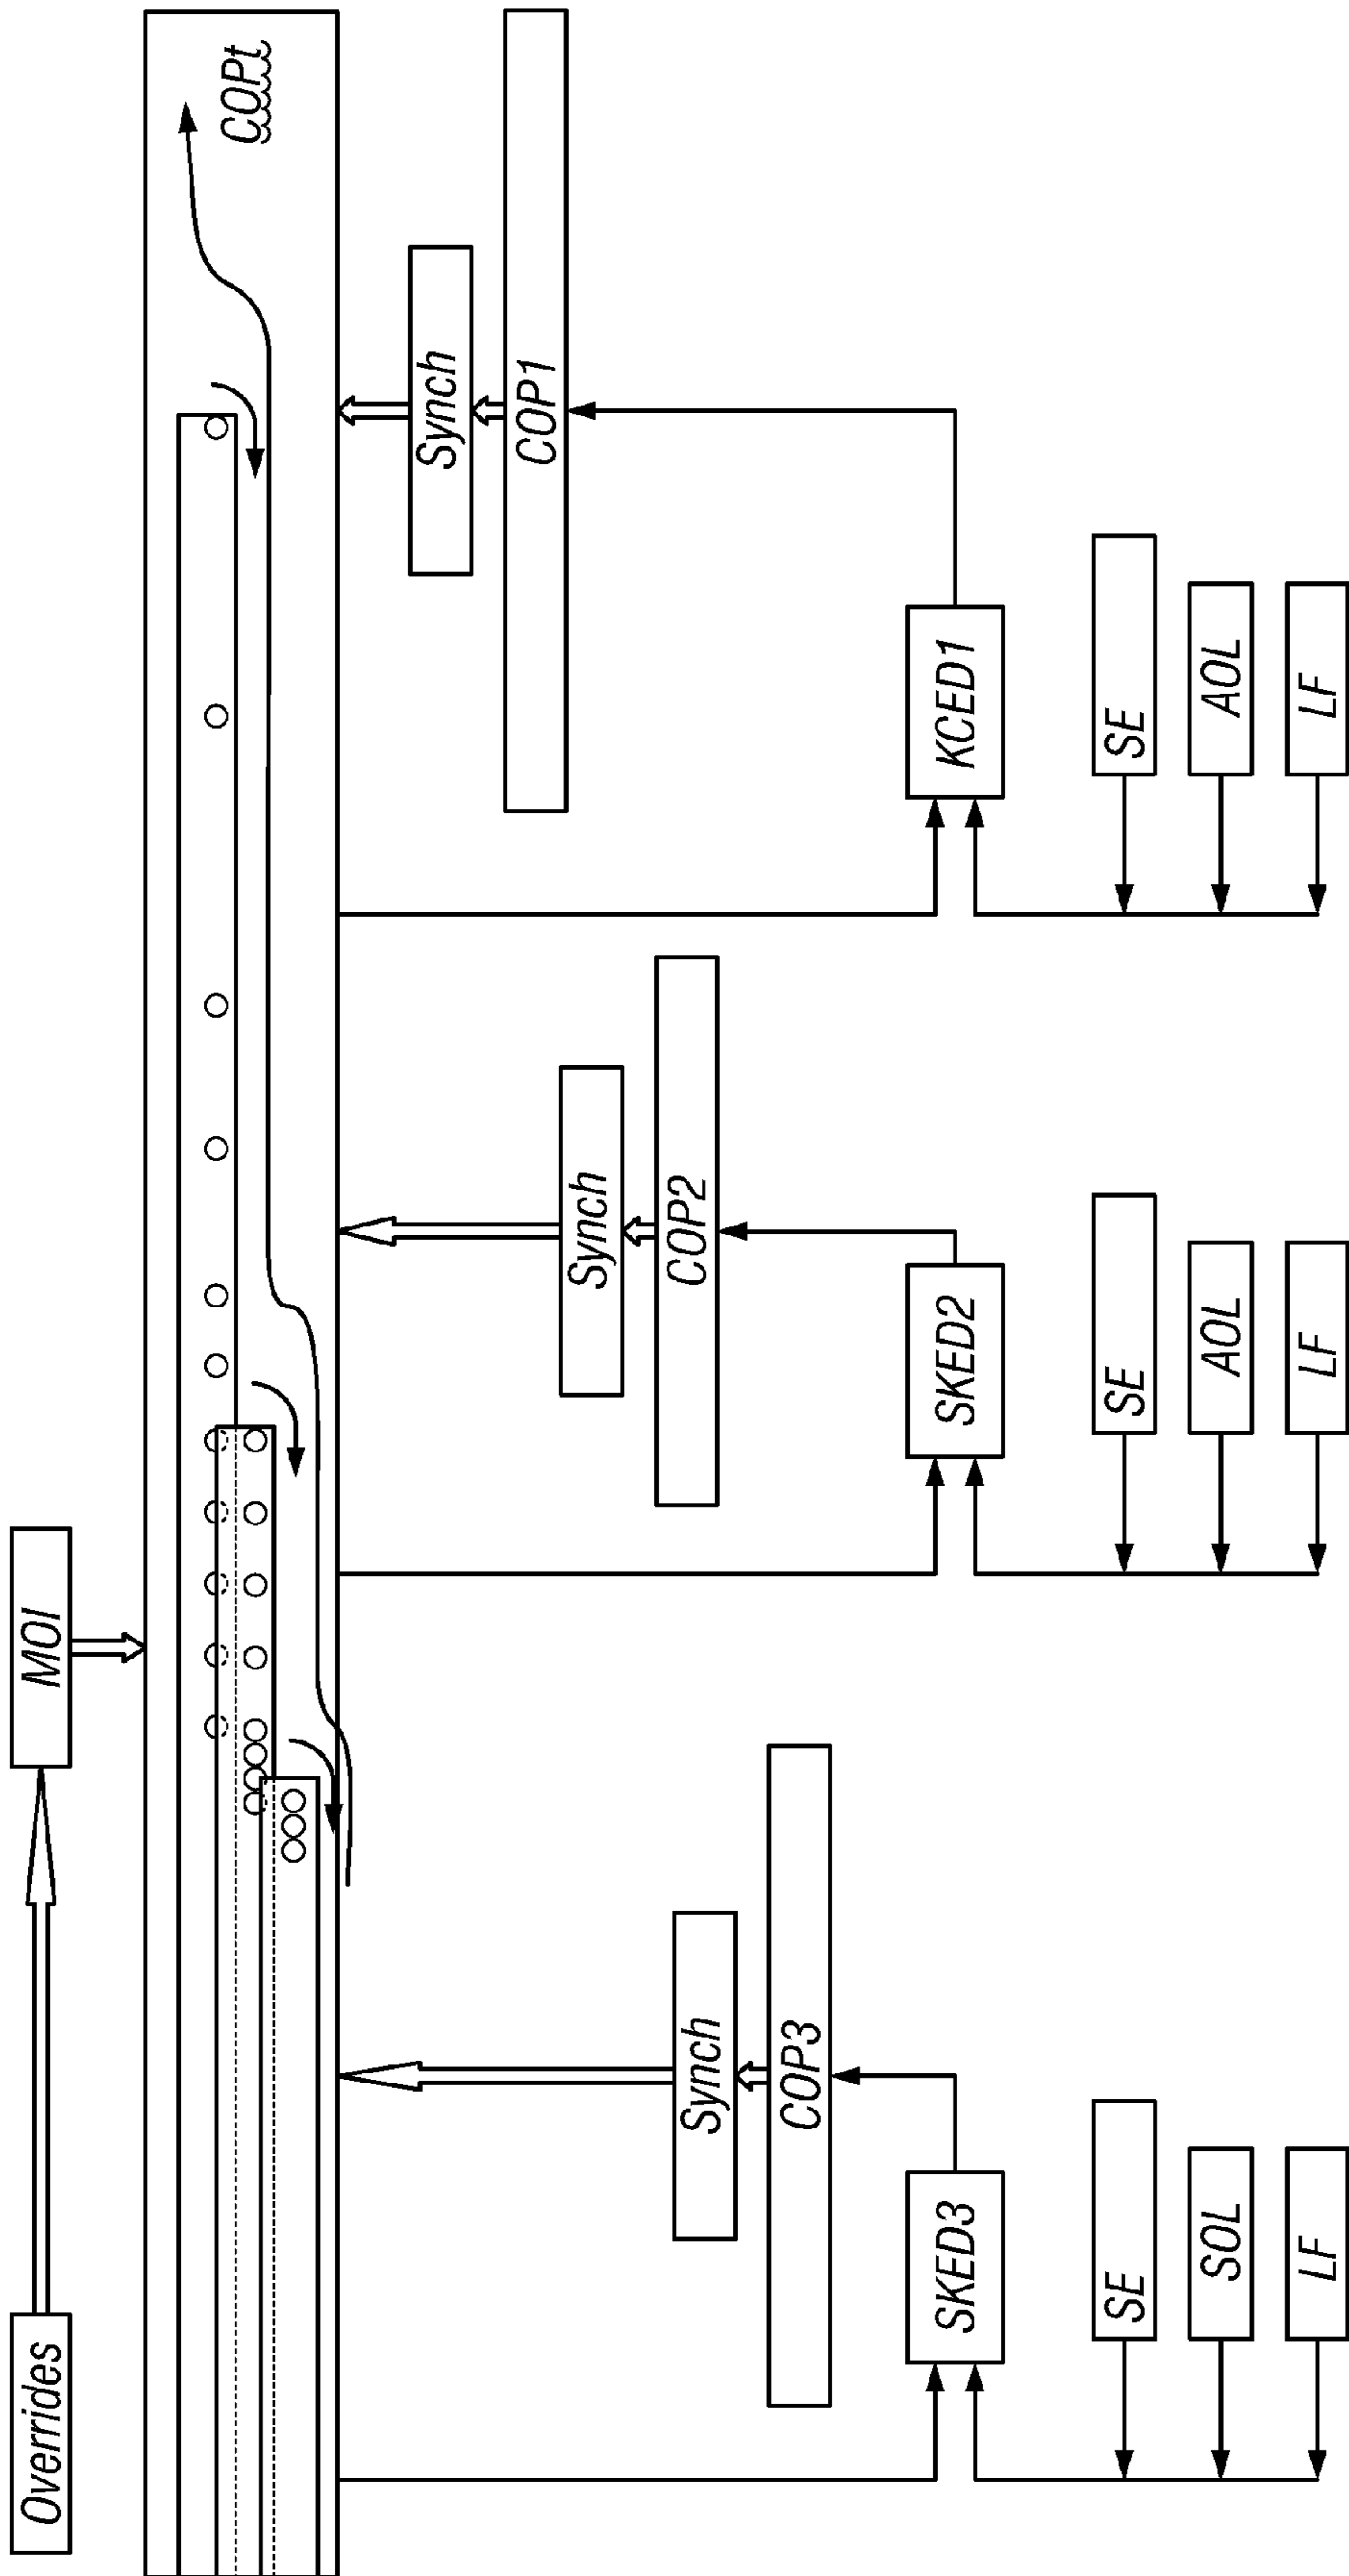 Overrides
MOI
COPt
Synch
COP3
SKED3
SE
SOL
LF
Synch
COP2
SKED2
SE
AOL
LF
Synch
COP1
KCED1
SE
AOL
LF